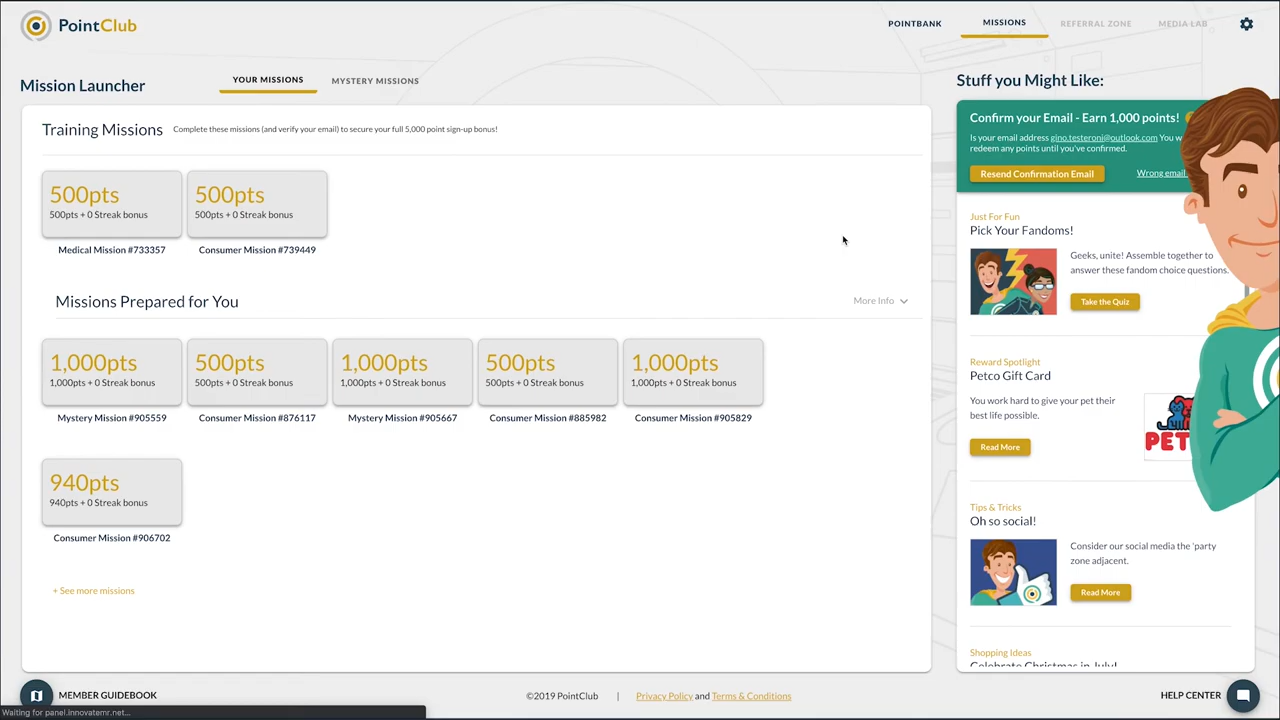 PointClub
POINTBANK
MISSIONS
REFERRAL ZONE
MEDIA LAB
Mission Launcher
YOUR MISSIONS
MYSTERY MISSIONS
Training Missions
Complete these missions (and verify your email) to secure your full 5,000 point sign-up bonus!
500pts
500pts + 0 Streak bonus
Medical Mission #733357
500pts
500pts + 0 Streak bonus
Consumer Mission #739449
Missions Prepared for You
More Info
1,000pts
1,000pts + 0 Streak bonus
Mystery Mission #905559
500pts
500pts + 0 Streak bonus
Consumer Mission #876117
1,000pts
1,000pts + 0 Streak bonus
Mystery Mission #905667
500pts
500pts + 0 Streak bonus
Consumer Mission #885982
1,000pts
1,000pts + 0 Streak bonus
Consumer Mission #905829
940pts
940pts + 0 Streak bonus
Consumer Mission #906702
+ See more missions
Stuff you Might Like:
Confirm your Email - Earn 1,000 points!
Is your email address gino.testeroni@outlook.com You w
redeem any points until you've confirmed.
Resend Confirmation Email
Wrong email
Just For Fun
Pick Your Fandoms!
Geeks, unite! Assemble together to
answer these fandom choice questions.
Take the Quiz
Reward Spotlight
Petco Gift Card
You work hard to give your pet their
best life possible.
PET
Read More
Tips & Tricks
Oh so social!
Consider our social media the 'party
zone adjacent.
Read More
Shopping Ideas
Celebrate Christmas in July!
MEMBER GUIDEBOOK
©2019 PointClub | Privacy Policy and Terms & Conditions
HELP CENTER
Waiting for panel.innovatemr.net...